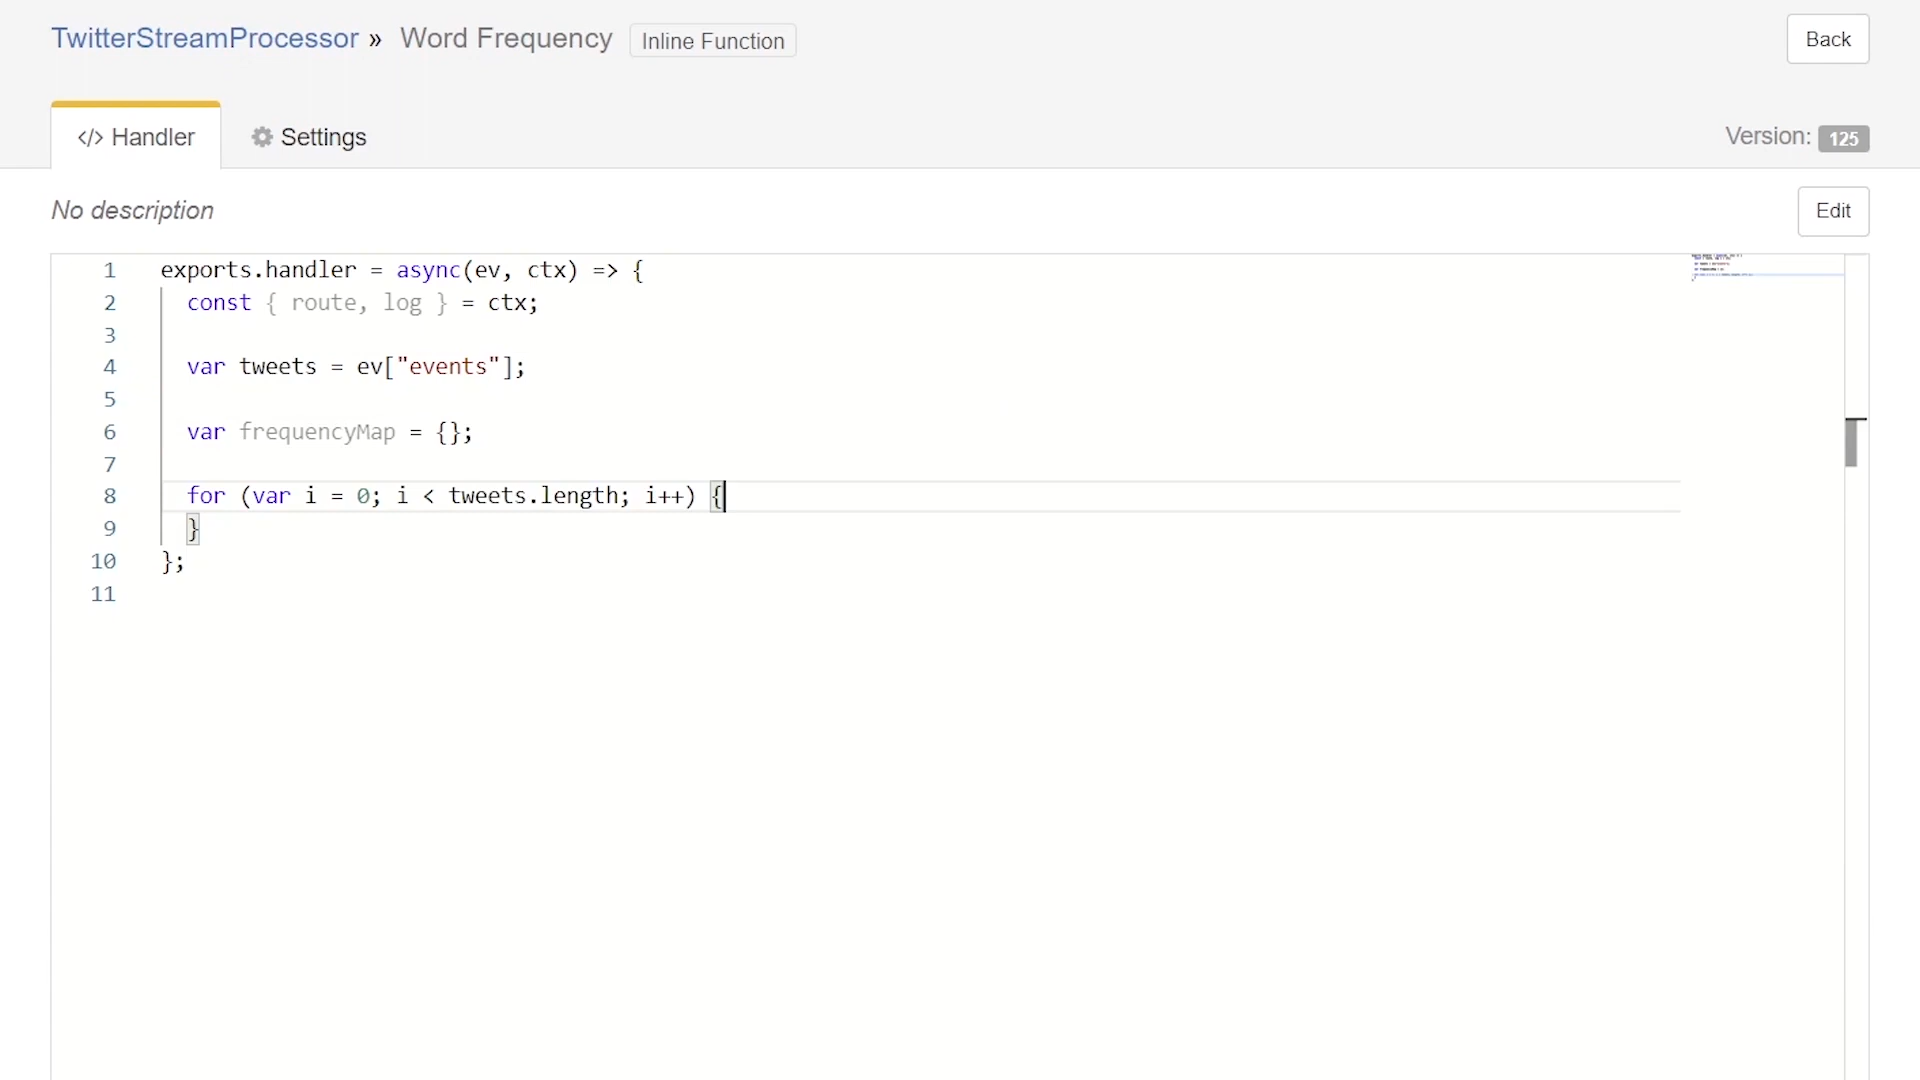 TwitterStreamProcessor » Word Frequency Inline Function
Back
</> Handler
Settings
Version: 125
No description
Edit
1 exports.handler = async(ev, ctx) => {
2 const { route, log } = ctx;
3
4 var tweets = ev["events"];
5
6 var frequencyMap = {};
7
8 for (var i = 0; i < tweets.length; i++) {
9 }
10 };
11